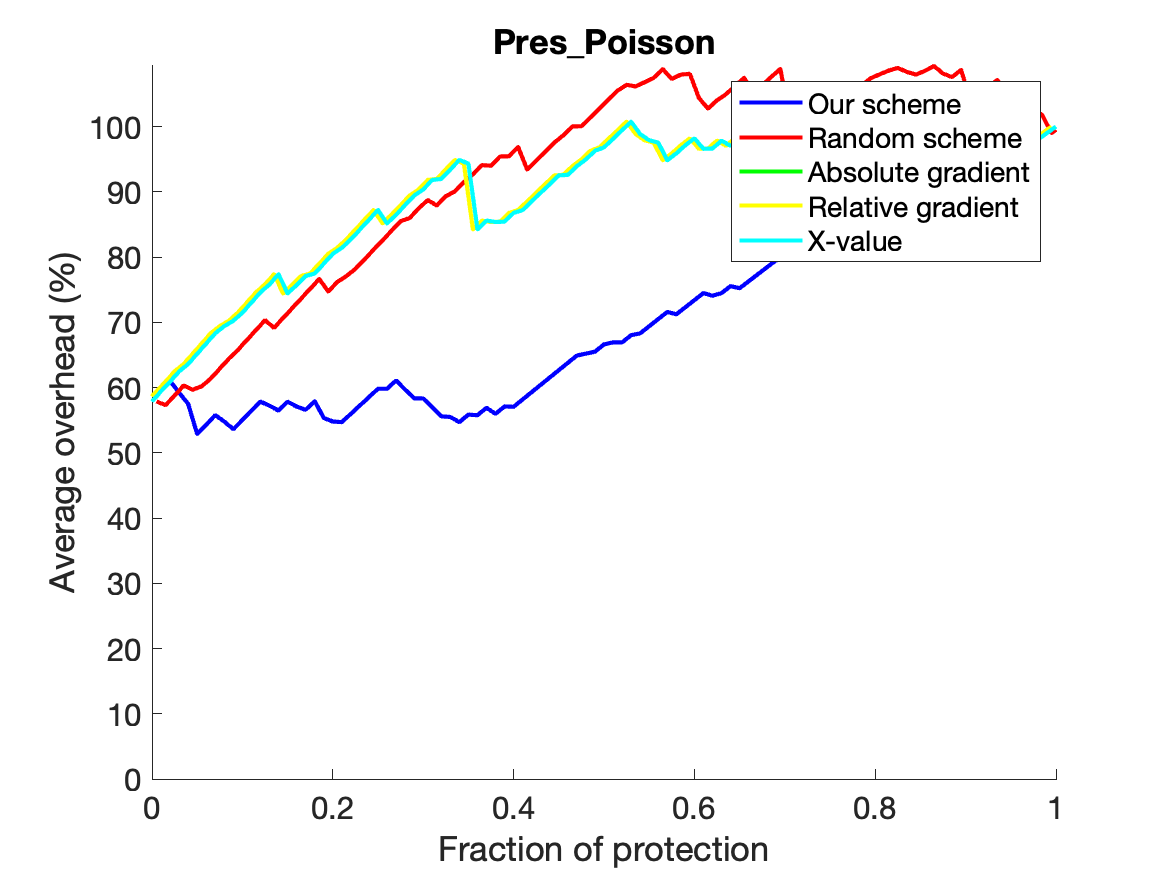 Pres_Poisson
Average overhead (%)
100
90
80
70
60
50
40
30
20
10
0
Our scheme
Random scheme
Absolute gradient
Relative gradient
X-value
0 0.2 0.4 0.6 0.8 1
Fraction of protection